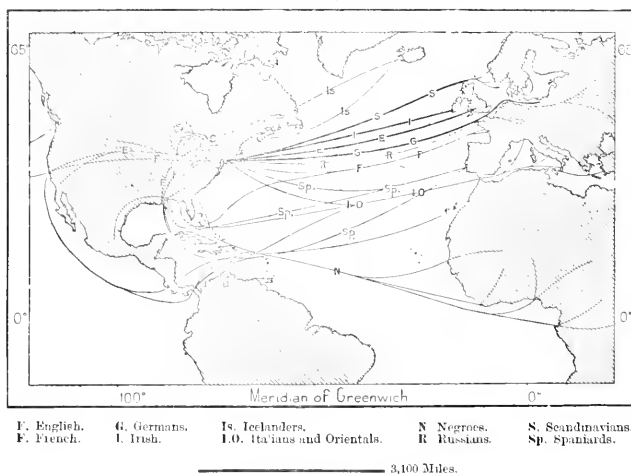 65
65
Is
Is
S
S
I
I
E
S
G
R
F
F
E
F
Sp.
Sp.
I.O
I.O
Sp.
Sp.
N
0°
0°
100°
Meridian of Greenwich
0°
F. English. G. Germans. Is. Icelanders. N Negroes. S. Scandinavians.
F. French. I. Irish. I.O. Italians and Orientals. R Russians. Sp. Spaniards.
3,100 Miles.